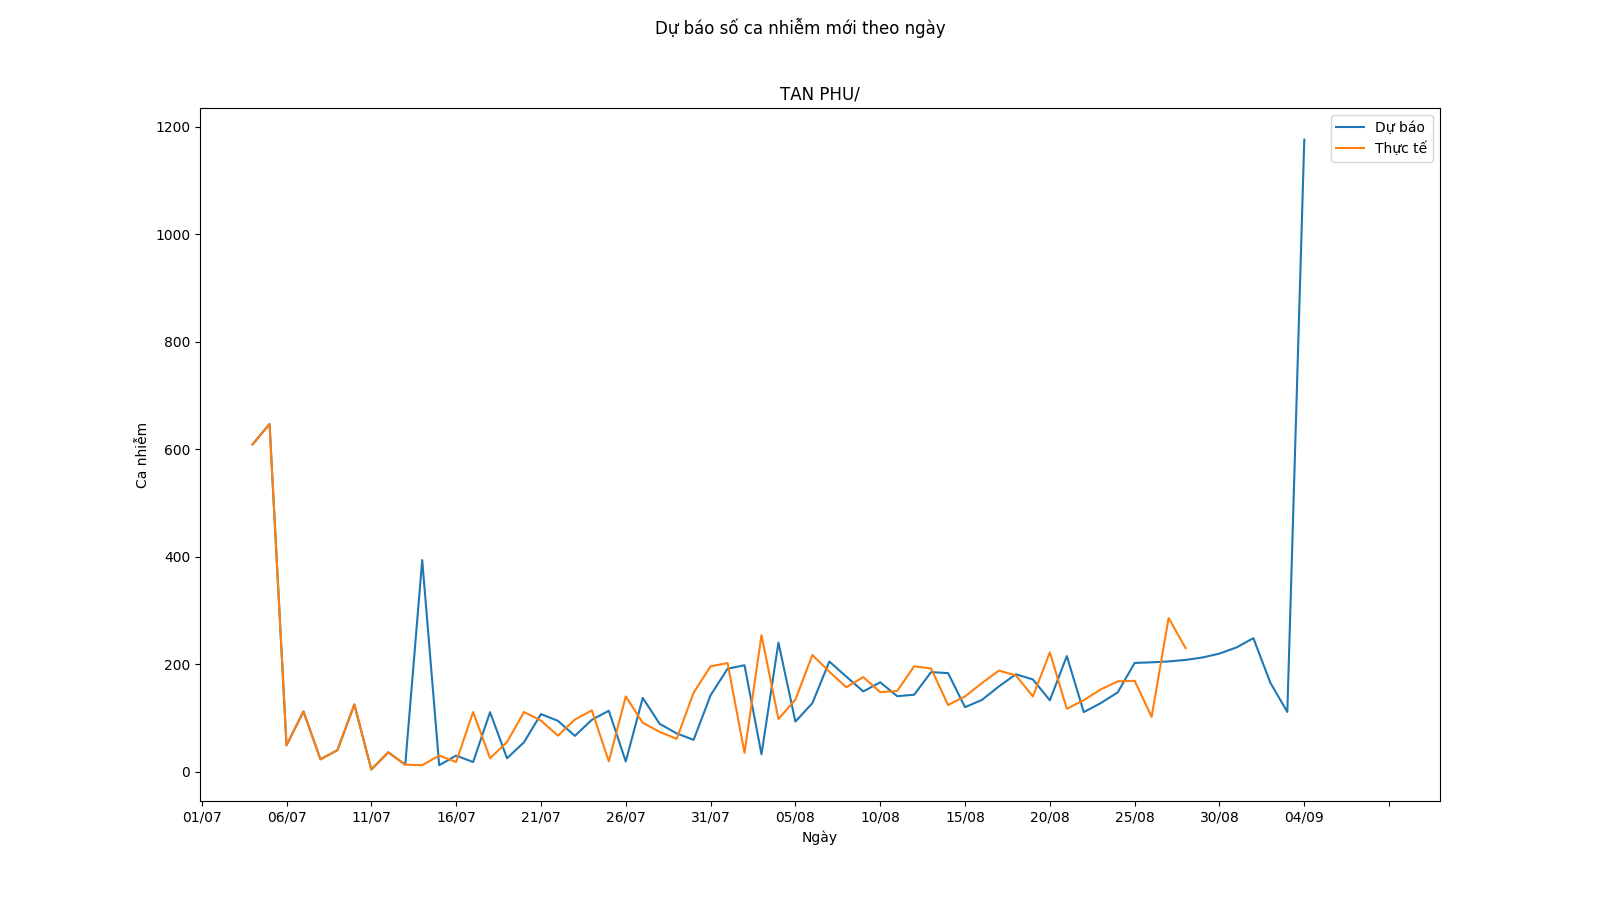 Dự báo số ca nhiễm mới theo ngày
TAN PHU/
Dự báo
Thực tế
1200
1000
800
600
400
200
0
Ca nhiễm
01/07 06/07 11/07 16/07 21/07 26/07 31/07 05/08 10/08 15/08 20/08 25/08 30/08 04/09
Ngày